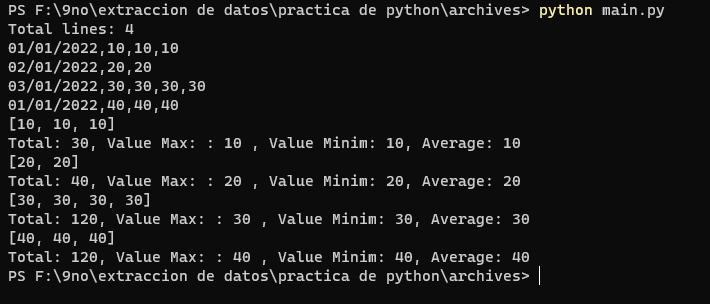 PS F:\9no\extraccion de datos\practica de python\archives> python main.py
Total lines: 4
01/01/2022,10,10,10
02/01/2022,20,20
03/01/2022,30,30,30,30
01/01/2022,40,40,40
[10, 10, 10]
Total: 30, Value Max: : 10 , Value Minim: 10, Average: 10
[20, 20]
Total: 40, Value Max: : 20 , Value Minim: 20, Average: 20
[30, 30, 30, 30]
Total: 120, Value Max: : 30 , Value Minim: 30, Average: 30
[40, 40, 40]
Total: 120, Value Max: : 40 , Value Minim: 40, Average: 40
PS F:\9no\extraccion de datos\practica de python\archives>